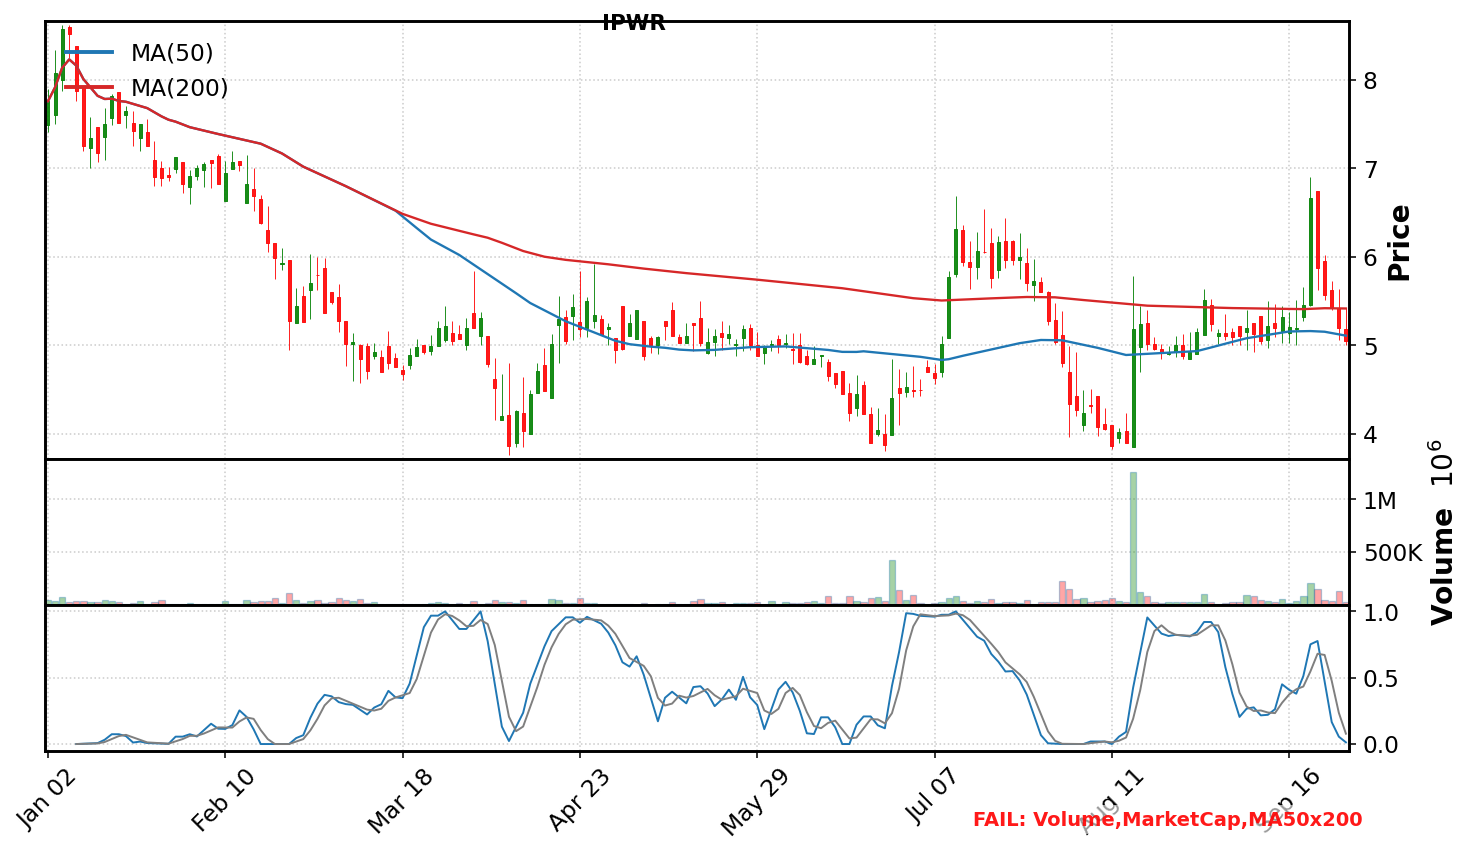 IPWR
MA(50)
MA(200)
8
7
6
5
4
Price
1M
500K
Volume 10^6
1.0
0.5
0.0
Jan 02
Feb 10
Mar 18
Apr 23
May 29
Jul 07
Aug 11
Sep 16
FAIL: Volume,MarketCap,MA50x200